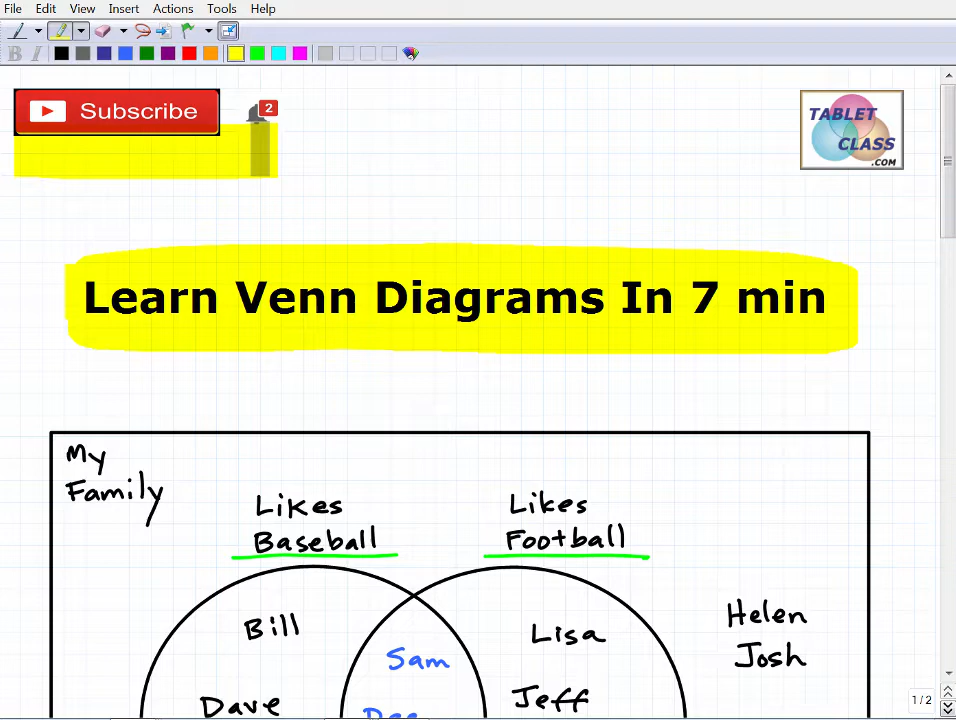 File Edit View Insert Actions Tools Help
B I
Subscribe
2
TABLET
CLASS
.COM
Learn Venn Diagrams In 7 min
My
Family
Likes
Baseball
Likes
Football
Bill
Lisa
Helen
Sam
Josh
Dave
Jeff
1 / 2